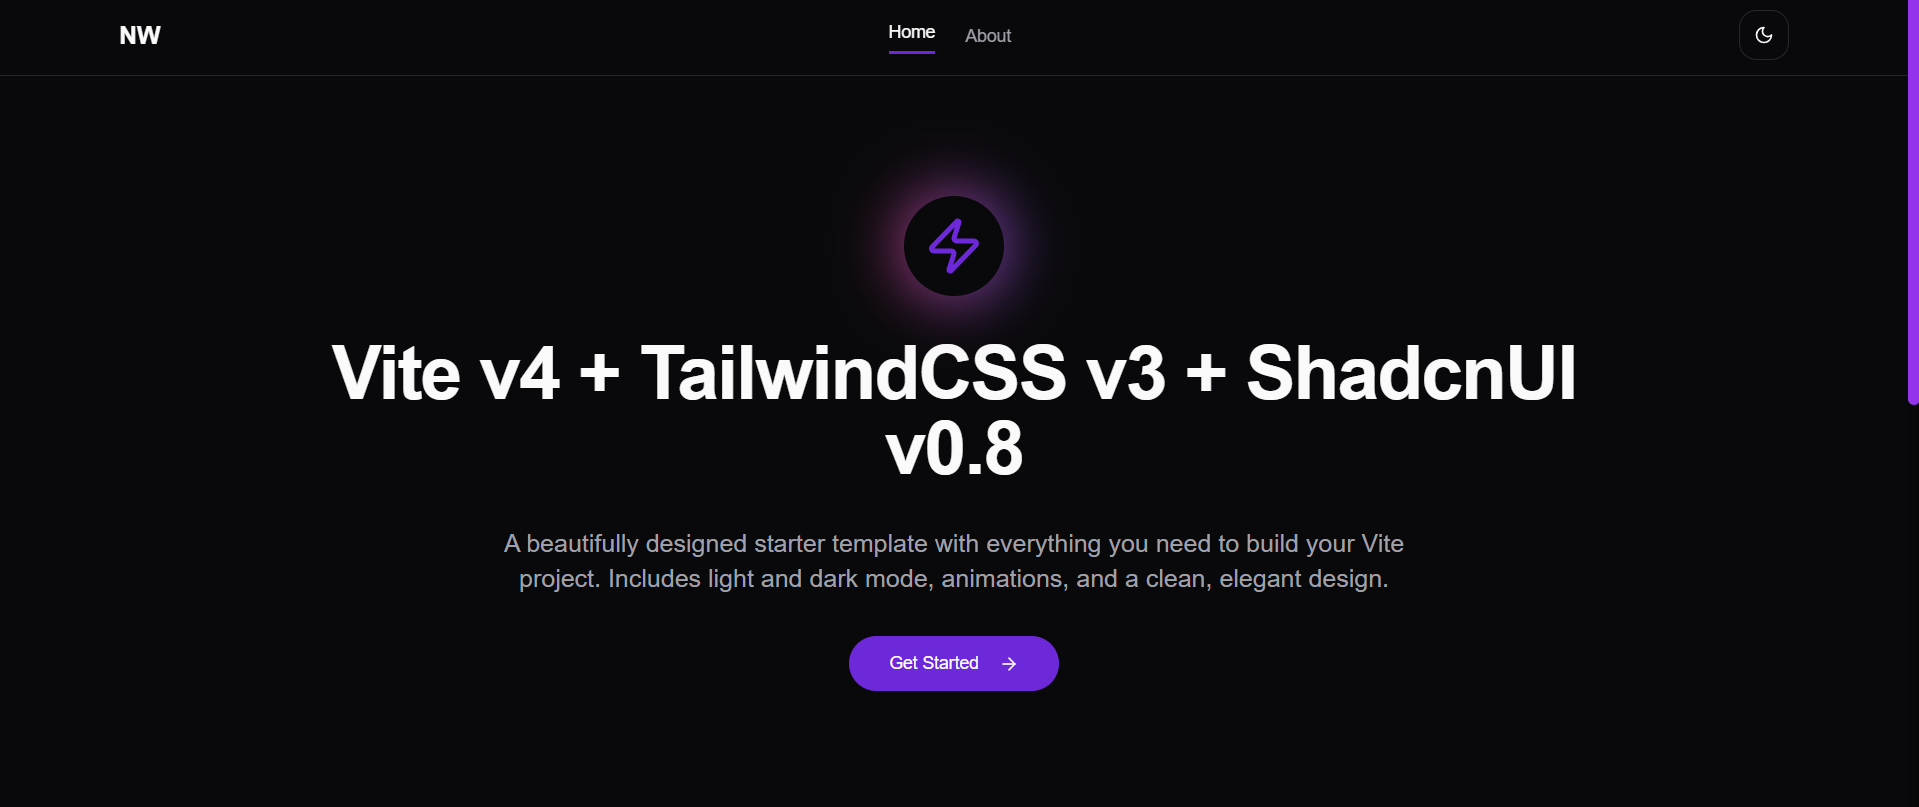 NW
Home
About
Vite v4 + TailwindCSS v3 + ShadcnUI
v0.8
A beautifully designed starter template with everything you need to build your Vite
project. Includes light and dark mode, animations, and a clean, elegant design.
Get Started